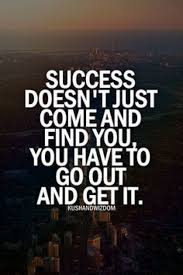 SUCCESS
DOESN'T JUST
COME AND
FIND YOU,
YOU HAVE TO
GO OUT
AND GET IT.
KUSHANDWIZDOM